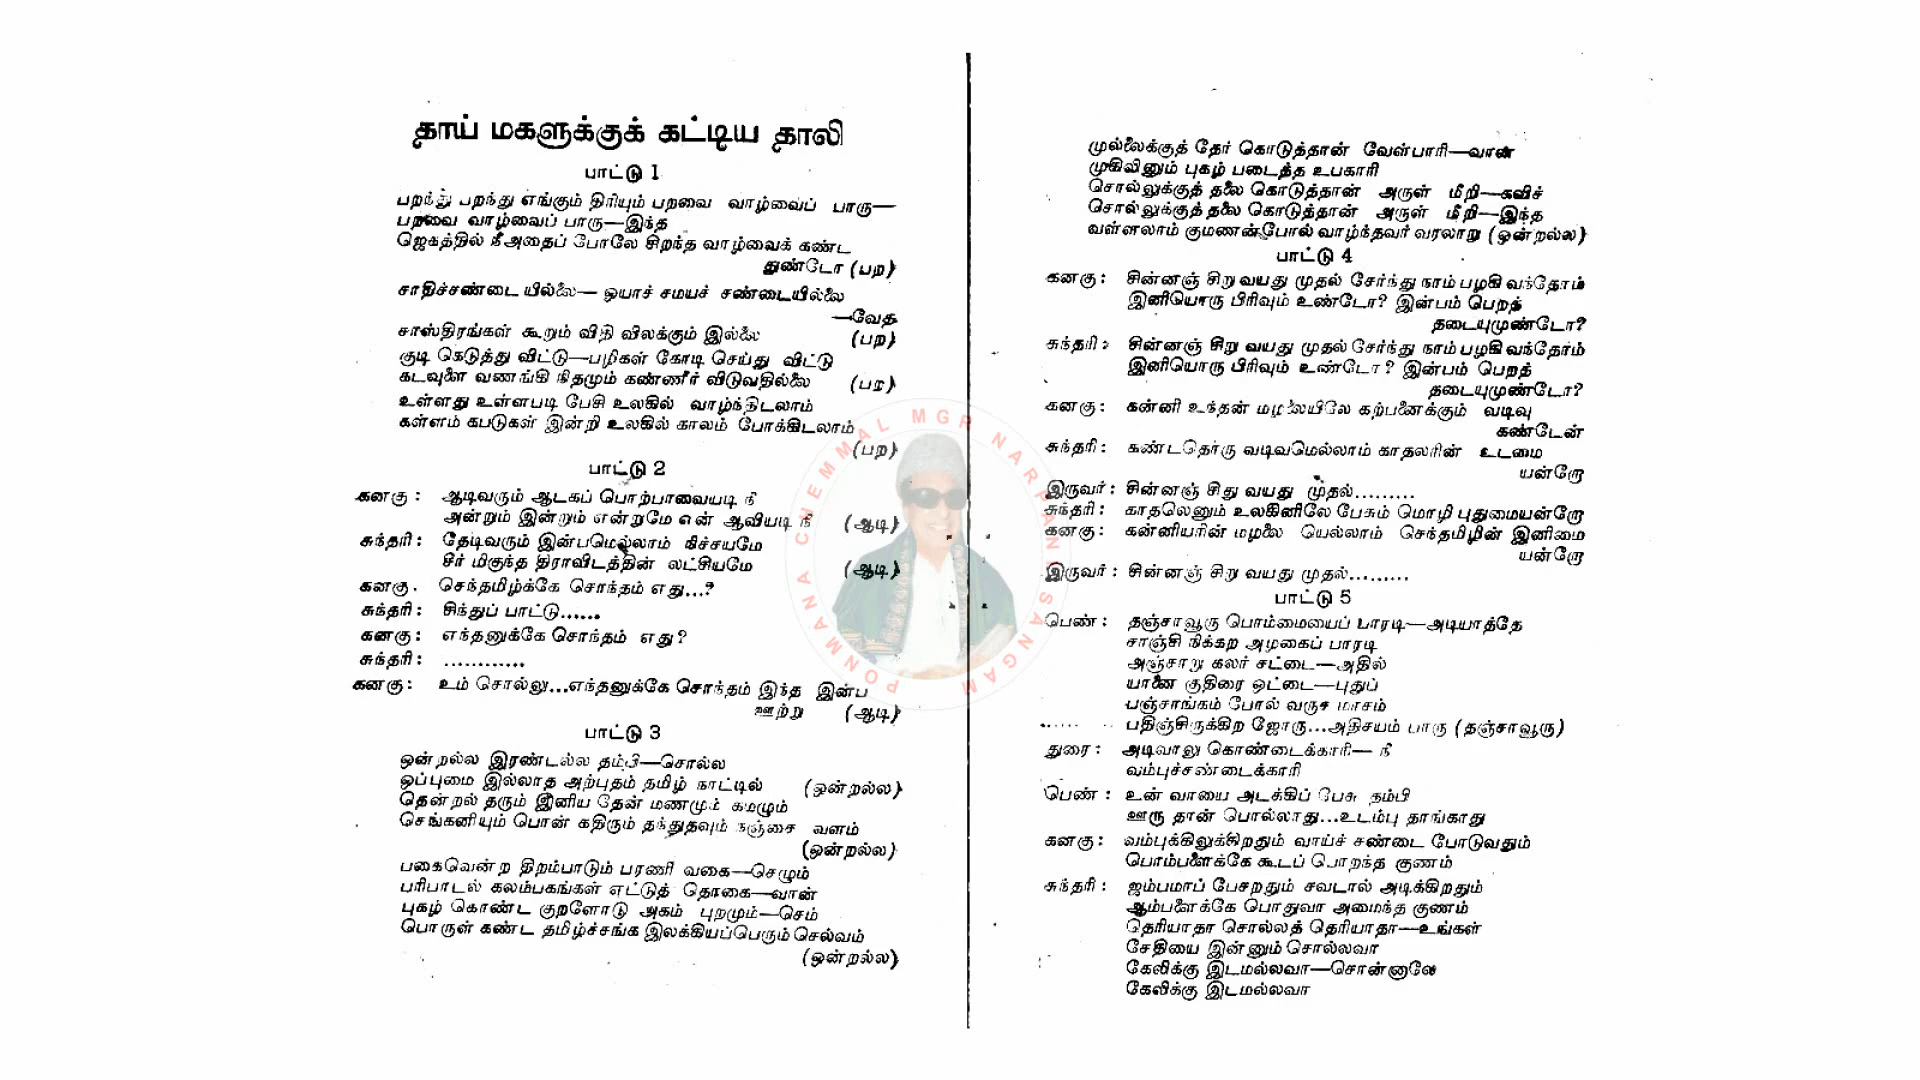 தாய் மகளுக்குக் கட்டிய தாலி
பாட்டு 1
பறந்து பறந்து எங்கும் திரியும் பறவை வாழ்வைப் பாரு—
பறவை வாழ்வைப் பாரு—இந்த
ஜெகத்தில் நீ அதைப் போலே சிறந்த வாழ்வைக் கண்ட
துண்டோ (பற)
சாதிச்சண்டை யில்லை— ஓயாச் சமயச் சண்டையில்லை
—வேத
சாஸ்திரங்கள் கூறும் விதி விலக்கும் இல்லை (பற)
குடி கெடுத்து விட்டு—பழிகள் கோடி செய்து விட்டு
கடவுளை வணங்கி நிதமும் கண்ணீர் விடுவதில்லை (பற)
உள்ளது உள்ளபடி பேசி உலகில் வாழ்ந்திடலாம்
கள்ளம் கபடுகள் இன்றி உலகில் காலம் போக்கிடலாம்
(பற)
பாட்டு 2
கனகு : ஆடிவரும் ஆடகப் பொற்பாவையடி நீ
அன்றும் இன்றும் என்றுமே என் ஆவியடி நீ (ஆடி)
சுந்தரி : தேடிவரும் இன்பமெல்லாம் நிச்சயமே
சீர் மிகுந்த திராவிடத்தின் லட்சியமே (ஆடி)
கனகு . செந்தமிழ்க்கே சொந்தம் எது...?
சுந்தரி : சிந்துப் பாட்டு......
கனகு : எந்தனுக்கே சொந்தம் எது ?
சுந்தரி : ............
கனகு : உம் சொல்லு...எந்தனுக்கே சொந்தம் இந்த இன்ப
ஊற்று (ஆடி)
பாட்டு 3
ஒன்றல்ல இரண்டல்ல தம்பி—சொல்ல
ஒப்புமை இல்லாத அற்புதம் தமிழ் நாட்டில் (ஒன்றல்ல)
தென்றல் தரும் இனிய தேன் மணமும் கமழும்
செங்கனியும் பொன் கதிரும் தந்துதவும் நஞ்சை வளம்
(ஒன்றல்ல)
பகைவென்ற திறம்பாடும் பரணி வகை—செழும்
பரிபாடல் கலம்பகங்கள் எட்டுத் தொகை—வான்
புகழ் கொண்ட குறளோடு அகம் புறமும்—செம்
பொருள் கண்ட தமிழ்ச்சங்க இலக்கியப்பெரும் செல்வம்
(ஒன்றல்ல)
முல்லைக்குத் தேர் கொடுத்தான் வேள்பாரி—வான்
முகிலினும் புகழ் படைத்த உபகாரி
சொல்லுக்குத் தலை கொடுத்தான் அருள் மீறி—கவிச்
சொல்லுக்குத் தலை கொடுத்தான் அருள் மீறி—இந்த
வள்ளலாம் குமணன்போல் வாழ்ந்தவர் வரலாறு (ஒன்றல்ல)
பாட்டு 4
கனகு : சின்னஞ் சிறு வயது முதல் சேர்ந்து நாம் பழகி வந்தோம்
இனியொரு பிரிவும் உண்டோ? இன்பம் பெறத்
தடையுமுண்டோ?
சுந்தரி : சின்னஞ் சிறு வயது முதல் சேர்ந்து நாம் பழகி வந்தோம்
இனியொரு பிரிவும் உண்டோ? இன்பம் பெறத்
தடையுமுண்டோ?
கனகு : கன்னி உந்தன் மழலையிலே கற்பனைக்கும் வடிவு
கண்டேன்
சுந்தரி : கண்டதொரு வடிவமெல்லாம் காதலரின் உடமை
யன்றோ
இருவர் : சின்னஞ் சிது வயது முதல்.........
சுந்தரி : காதலெனும் உலகினிலே பேசும் மொழி புதுமையன்றோ
கனகு : கன்னியரின் மழலை யெல்லாம் செந்தமிழின் இனிமை
யன்றோ
இருவர் : சின்னஞ் சிறு வயது முதல்.........
பாட்டு 5
பெண் : தஞ்சாவூரு பொம்மையைப் பாரடி—அடியாத்தே
சாஞ்சி நிக்கற அழகைப் பாரடி
அஞ்சாறு கலர் சட்டை—அதில்
யானை குதிரை ஒட்டை—புதுப்
பஞ்சாங்கம் போல் வருச மாசம்
பதிஞ்சிருக்கிற ஜோரு...அதிசயம் பாரு (தஞ்சாவூரு)
துரை : அடிவாலு கொண்டைக்காரி— நீ
வம்புச்சண்டைக்காரி
பெண் : உன் வாயை அடக்கிப் பேசு தம்பி
ஊரு தான் பொல்லாது...உடம்பு தாங்காது
கனகு : வம்புக்கிலுக்கிறதும் வாய்ச் சண்டை போடுவதும்
பொம்பளைக்கே கூடப் பொறந்த குணம்
சுந்தரி : ஜம்பமாப் பேசறதும் சவடால் அடிக்கிறதும்
ஆம்பளைக்கே பொதுவா அமைந்த குணம்
தெரியாதா சொல்லத் தெரியாதா—உங்கள்
சேதியை இன்னும் சொல்லவா
கேலிக்கு இடமல்லவா—சொன்னாலே
கேலிக்கு இடமல்லவா
PONMANA CHEMMAL MGR NARPANI SANGAM